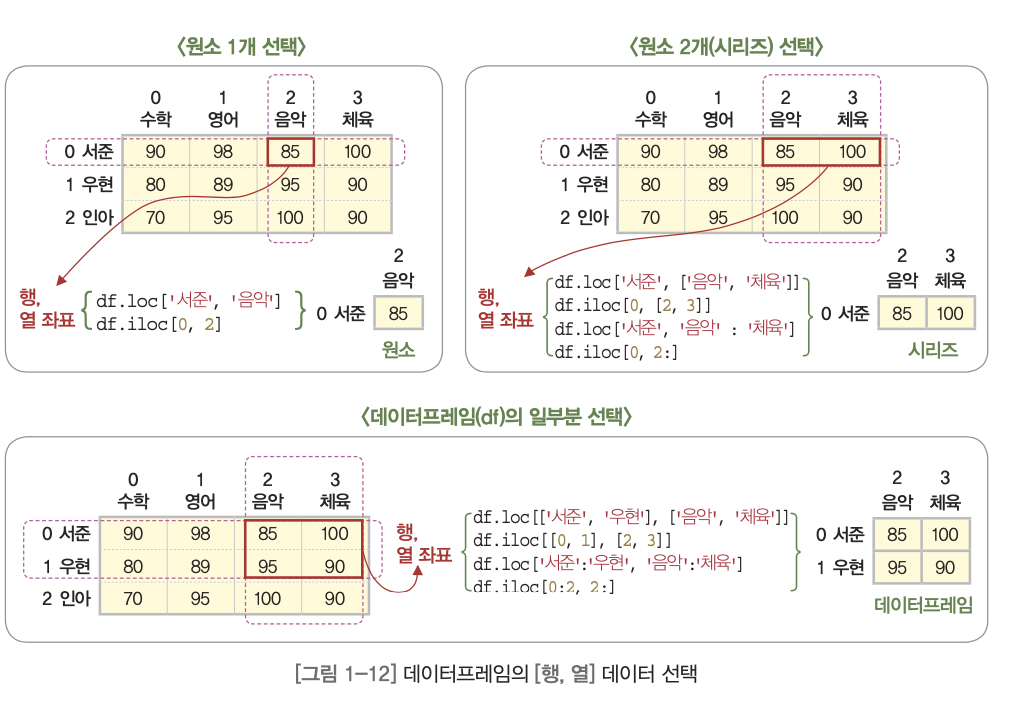 <원소 1개 선택>
0 1 2 3
수학 영어 음악 체육
0 서준 90 98 85 100
1 우현 80 89 95 90
2 인아 70 95 100 90
행,
열 좌표
df.loc['서준', '음악']
df.iloc[0, 2]
2
음악
0 서준 85
원소
<원소 2개(시리즈) 선택>
0 1 2 3
수학 영어 음악 체육
0 서준 90 98 85 100
1 우현 80 89 95 90
2 인아 70 95 100 90
행,
열 좌표
df.loc['서준', ['음악', '체육']]
df.iloc[0, [2, 3]]
df.loc['서준', '음악' : '체육']
df.iloc[0, 2:]
2 3
음악 체육
0 서준 85 100
시리즈
<데이터프레임(df)의 일부분 선택>
0 1 2 3
수학 영어 음악 체육
0 서준 90 98 85 100
1 우현 80 89 95 90
2 인아 70 95 100 90
행,
열 좌표
df.loc[['서준', '우현'], ['음악', '체육']]
df.iloc[[0, 1], [2, 3]]
df.loc['서준':'우현', '음악':'체육']
df.iloc[0:2, 2:]
2 3
음악 체육
0 서준 85 100
1 우현 95 90
데이터프레임
[그림 1-12] 데이터프레임의 [행, 열] 데이터 선택